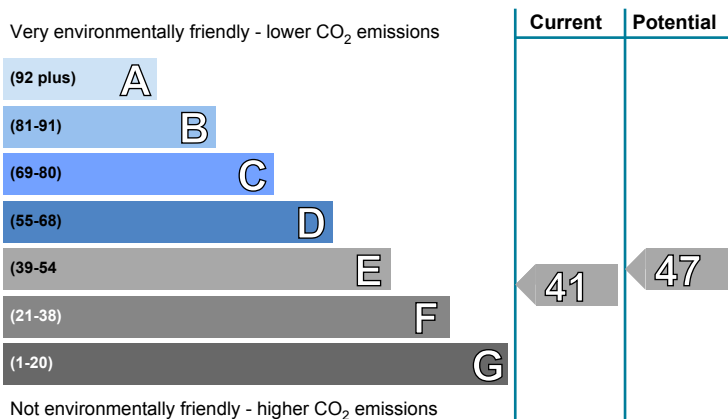 Current Potential
Very environmentally friendly - lower CO2 emissions
(92 plus) A
(81-91) B
(69-80) C
(55-68) D
(39-54 E
41 47
(21-38) F
(1-20) G
Not environmentally friendly - higher CO2 emissions